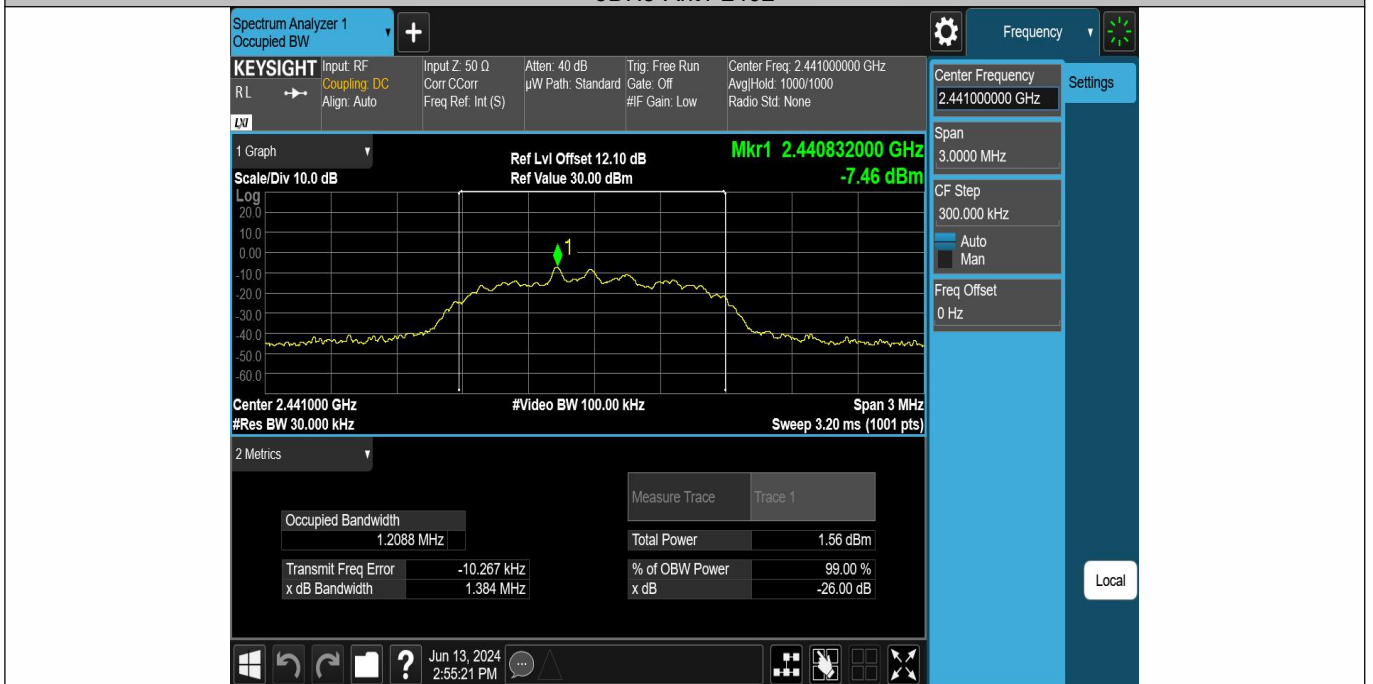 Spectrum Analyzer 1
Occupied BW
+
Frequency
KEYSIGHT
R L
LXI
Input: RF
Coupling: DC
Align: Auto
Input Z: 50 Ω
Corr CCorr
Freq Ref: Int (S)
Atten: 40 dB
µW Path: Standard
Trig: Free Run
Gate: Off
#IF Gain: Low
Center Freq: 2.441000000 GHz
Avg|Hold: 1000/1000
Radio Std: None
Center Frequency
2.441000000 GHz
Settings
Span
3.0000 MHz
CF Step
300.000 kHz
Auto
Man
Freq Offset
0 Hz
Local
1 Graph
Scale/Div 10.0 dB
Ref Lvl Offset 12.10 dB
Ref Value 30.00 dBm
Mkr1 2.440832000 GHz
-7.46 dBm
Log
20.0
10.0
0.00
-10.0
-20.0
-30.0
-40.0
-50.0
-60.0
1
Center 2.441000 GHz
#Video BW 100.00 kHz
Span 3 MHz
#Res BW 30.000 kHz
Sweep 3.20 ms (1001 pts)
2 Metrics
Measure Trace
Trace 1
Occupied Bandwidth
1.2088 MHz
Total Power
1.56 dBm
Transmit Freq Error
-10.267 kHz
% of OBW Power
99.00 %
x dB Bandwidth
1.384 MHz
x dB
-26.00 dB
?
Jun 13, 2024
2:55:21 PM